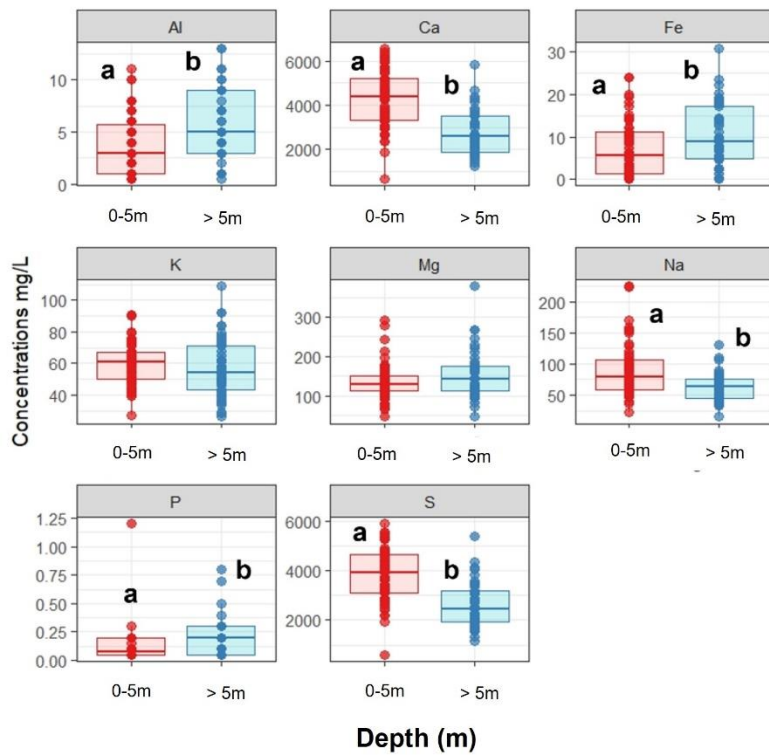 Al
Ca
Fe
a
b
a
b
a
b
10
5
0
6000
4000
2000
30
20
10
0
0-5m
> 5m
0-5m
> 5m
0-5m
> 5m
Concentrations mg/L
K
Mg
Na
100
80
60
40
300
200
100
200
150
100
50
a
b
0-5m
> 5m
0-5m
> 5m
0-5m
> 5m
P
S
1.25
1.00
0.75
0.50
0.25
0.00
a
b
6000
4000
2000
a
b
0-5m
> 5m
0-5m
> 5m
Depth (m)